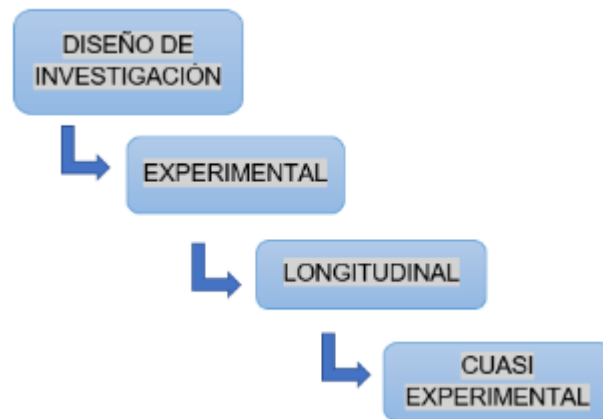 DISEÑO DE
INVESTIGACIÓN
EXPERIMENTAL
LONGITUDINAL
CUASI
EXPERIMENTAL